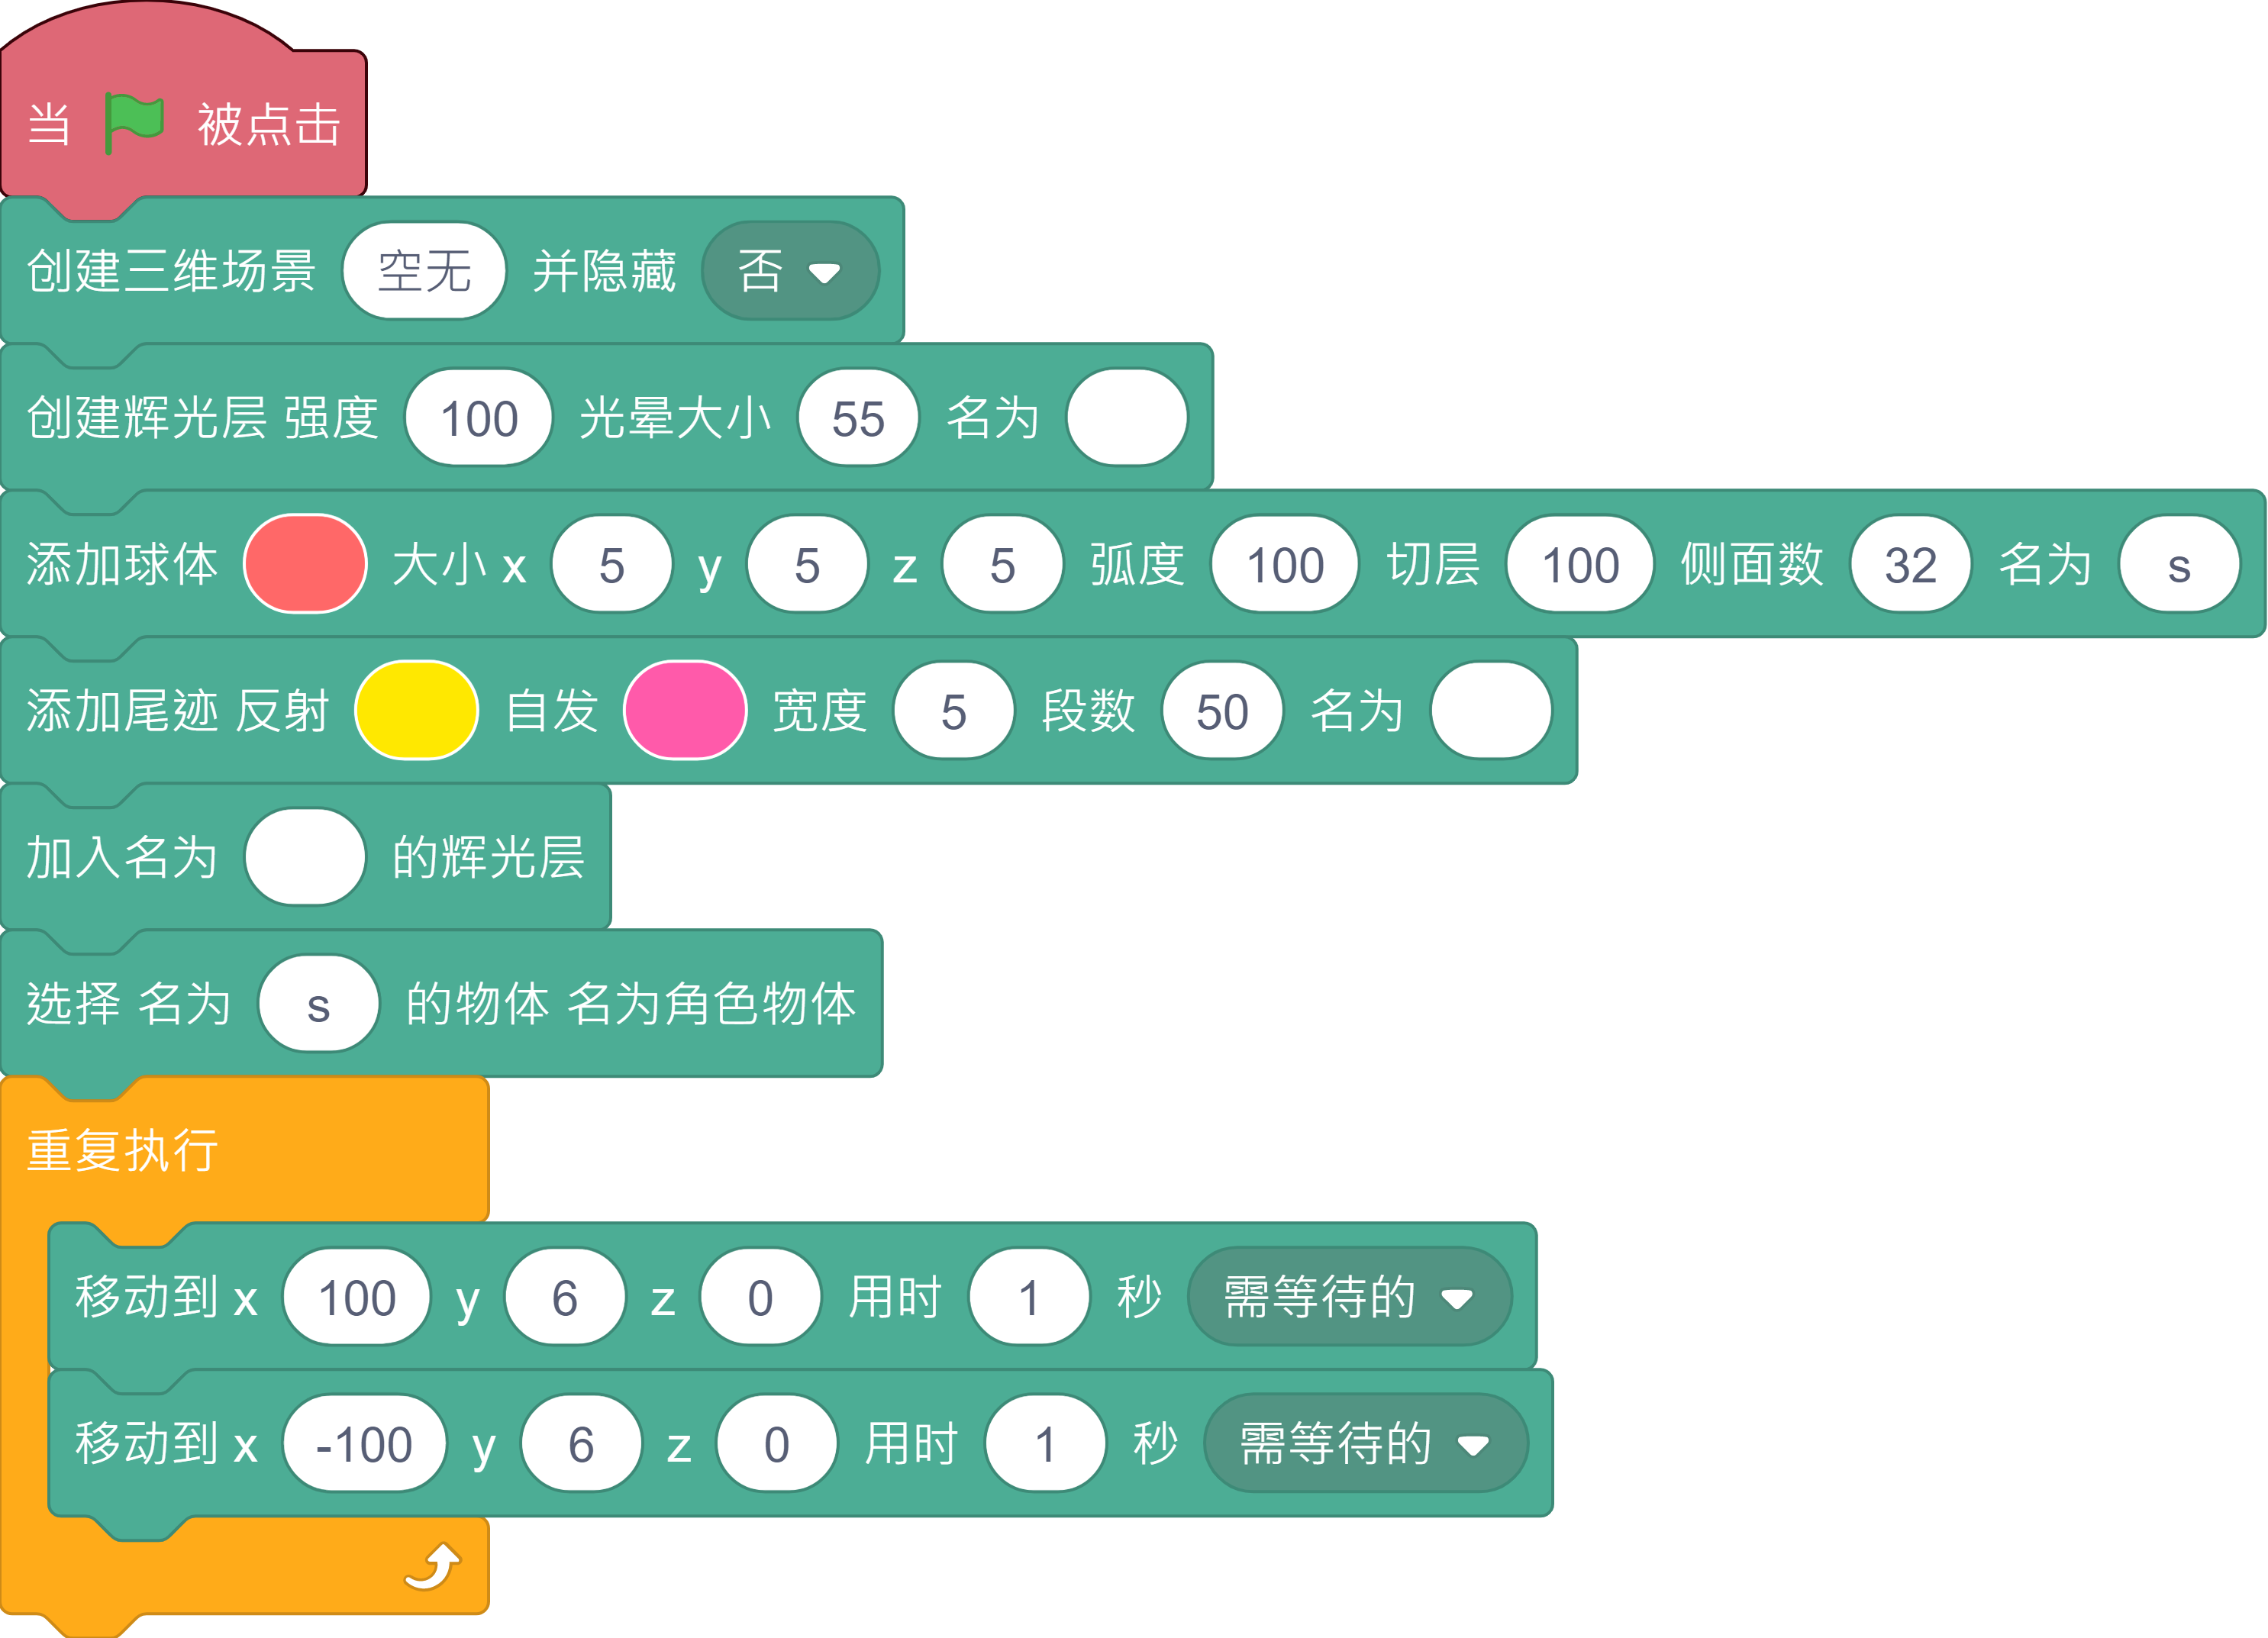 当 被点击
创建三维场景 空无 并隐藏 否
创建辉光层 强度 100 光晕大小 55 名为
添加球体 大小 x 5 y 5 z 5 弧度 100 切层 100 侧面数 32 名为 s
添加尾迹 反射 自发 宽度 5 段数 50 名为
加入名为 的辉光层
选择 名为 s 的物体 名为角色物体
重复执行
移动到 x 100 y 6 z 0 用时 1 秒 需等待的
移动到 x -100 y 6 z 0 用时 1 秒 需等待的